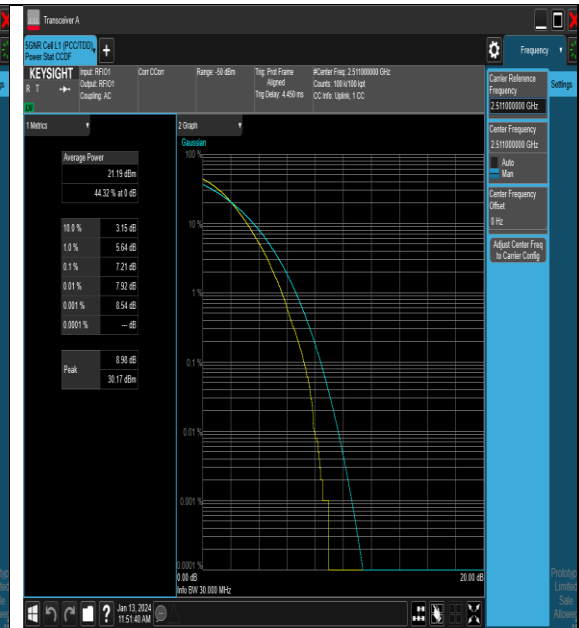 Transceiver A
5GNR Cell L1 (PCC/TDD)
Power Stat CCDF
Frequency
KEYSIGHT
R T
LXI
Input: RFIO1
Output: RFIO1
Coupling: AC
Corr CCorr
Range: -50 dBm
Trig: Prot Frame
Aligned
Trig Delay: 4.450 ms
#Center Freq: 2.511000000 GHz
Counts: 100 k/100 kpt
CC Info: Uplink, 1 CC
1 Metrics
Average Power
21.19 dBm
44.32 % at 0 dB
10.0 % 3.15 dB
1.0 % 5.64 dB
0.1 % 7.21 dB
0.01 % 7.92 dB
0.001 % 8.54 dB
0.0001 % --- dB
Peak
8.98 dB
30.17 dBm
2 Graph
Gaussian
100 %
10 %
1 %
0.1 %
0.01 %
0.001 %
0.0001 %
0.00 dB
20.00 dB
Info BW 30.000 MHz
Carrier Reference
Frequency
2.511000000 GHz
Center Frequency
2.511000000 GHz
Auto
Man
Center Frequency
Offset
0 Hz
Adjust Center Freq
to Carrier Config
Settings
Jan 13, 2024
11:51:40 AM